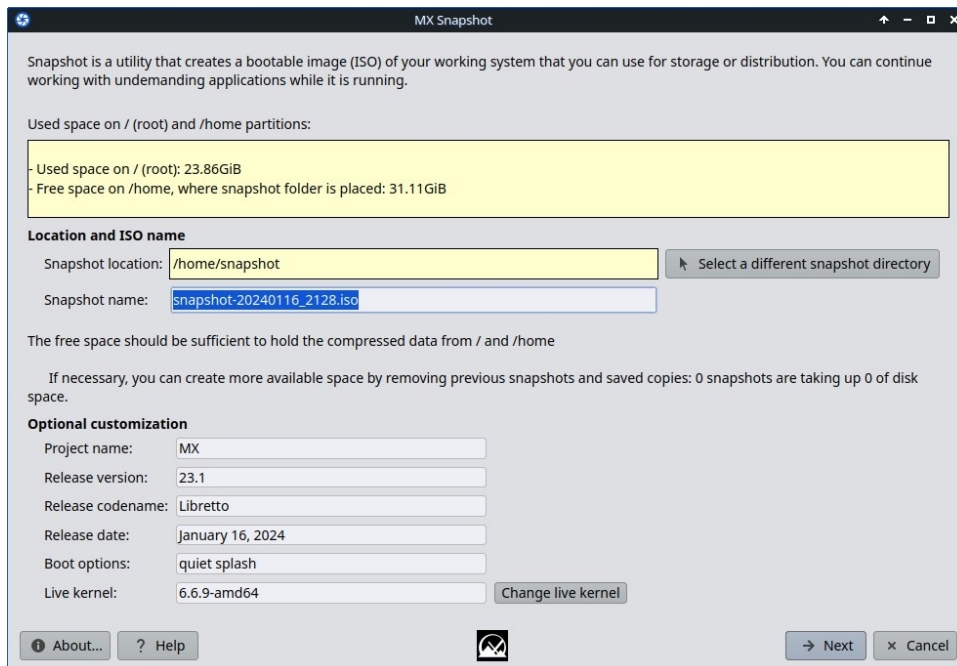 MX Snapshot
Snapshot is a utility that creates a bootable image (ISO) of your working system that you can use for storage or distribution. You can continue
working with undemanding applications while it is running.
Used space on / (root) and /home partitions:
- Used space on / (root): 23.86GiB
- Free space on /home, where snapshot folder is placed: 31.11GiB
Location and ISO name
Snapshot location: /home/snapshot Select a different snapshot directory
Snapshot name: snapshot-20240116_2128.iso
The free space should be sufficient to hold the compressed data from / and /home
If necessary, you can create more available space by removing previous snapshots and saved copies: 0 snapshots are taking up 0 of disk
space.
Optional customization
Project name: MX
Release version: 23.1
Release codename: Libretto
Release date: January 16, 2024
Boot options: quiet splash
Live kernel: 6.6.9-amd64 Change live kernel
About... ? Help Next Cancel